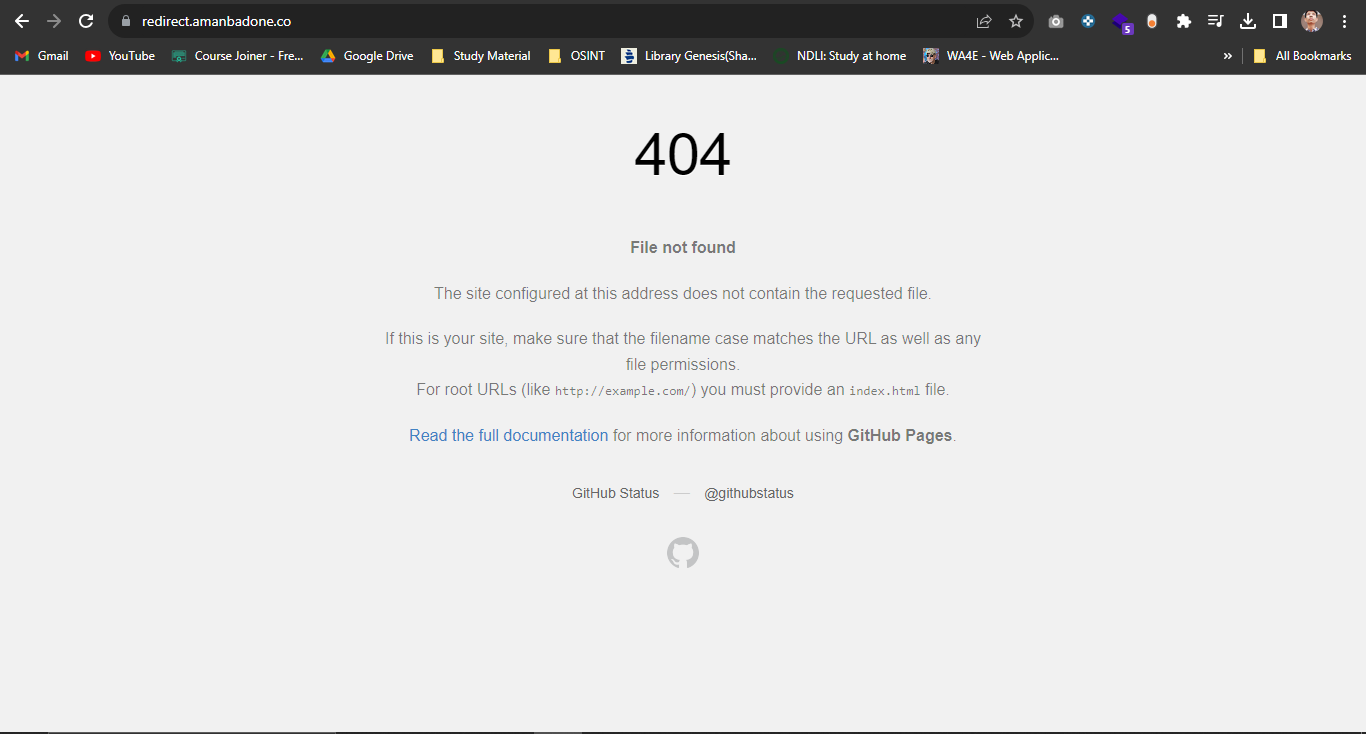 redirect.amanbadone.co
5
Gmail
YouTube
Course Joiner - Fre...
Google Drive
Study Material
OSINT
Library Genesis(Sha...
NDLI: Study at home
WA4E - Web Applic...
»
All Bookmarks
404
File not found
The site configured at this address does not contain the requested file.
If this is your site, make sure that the filename case matches the URL as well as any
file permissions.
For root URLs (like http://example.com/) you must provide an index.html file.
Read the full documentation for more information about using GitHub Pages.
GitHub Status — @githubstatus